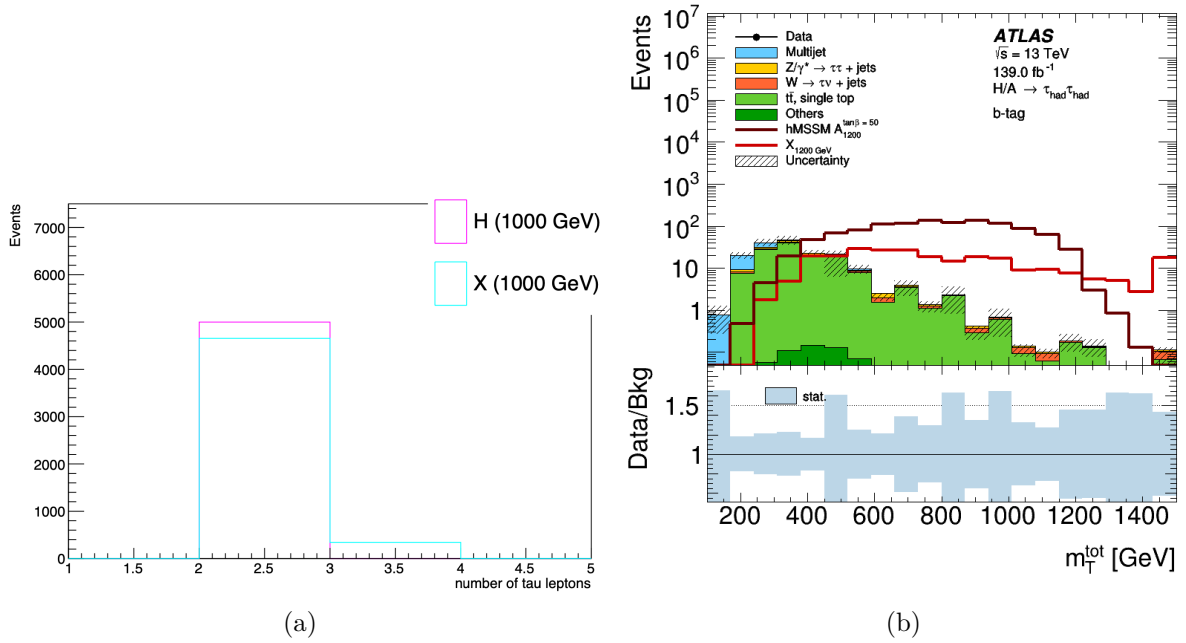 Events
7000
6000
5000
4000
3000
2000
1000
0
1 1.5 2 2.5 3 3.5 4 4.5 5
number of tau leptons
H (1000 GeV)
X (1000 GeV)
(a)
Events
10⁷
10⁶
10⁵
10⁴
10³
10²
10
1
Data
Multijet
Z/γ* → ττ + jets
W → τν + jets
tt̄, single top
Others
hMSSM A₁₂₀₀^{tanβ = 50}
X₁₂₀₀ GeV
Uncertainty
ATLAS
√s = 13 TeV
139.0 fb⁻¹
H/A → τ_had τ_had
b-tag
Data/Bkg
1.5
1
stat.
200 400 600 800 1000 1200 1400
m_T^tot [GeV]
(b)